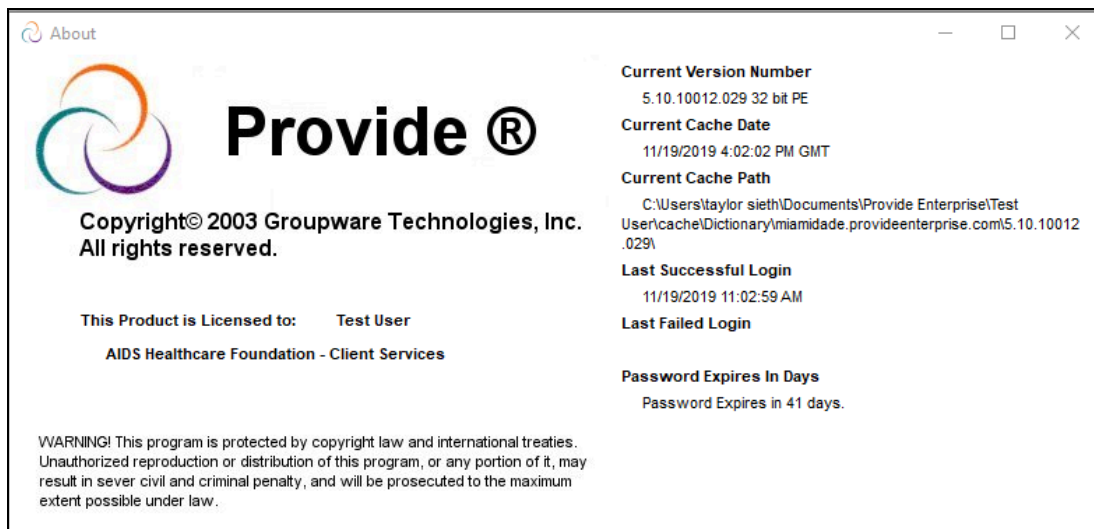 About
Provide ®
Copyright© 2003 Groupware Technologies, Inc.
All rights reserved.
This Product is Licensed to: Test User
AIDS Healthcare Foundation - Client Services
WARNING! This program is protected by copyright law and international treaties.
Unauthorized reproduction or distribution of this program, or any portion of it, may
result in sever civil and criminal penalty, and will be prosecuted to the maximum
extent possible under law.
Current Version Number
5.10.10012.029 32 bit PE
Current Cache Date
11/19/2019 4:02:02 PM GMT
Current Cache Path
C:\Users\taylor sieth\Documents\Provide Enterprise\Test
User\cache\Dictionary\miamidade.provideenterprise.com\5.10.10012
.029\
Last Successful Login
11/19/2019 11:02:59 AM
Last Failed Login
Password Expires In Days
Password Expires in 41 days.